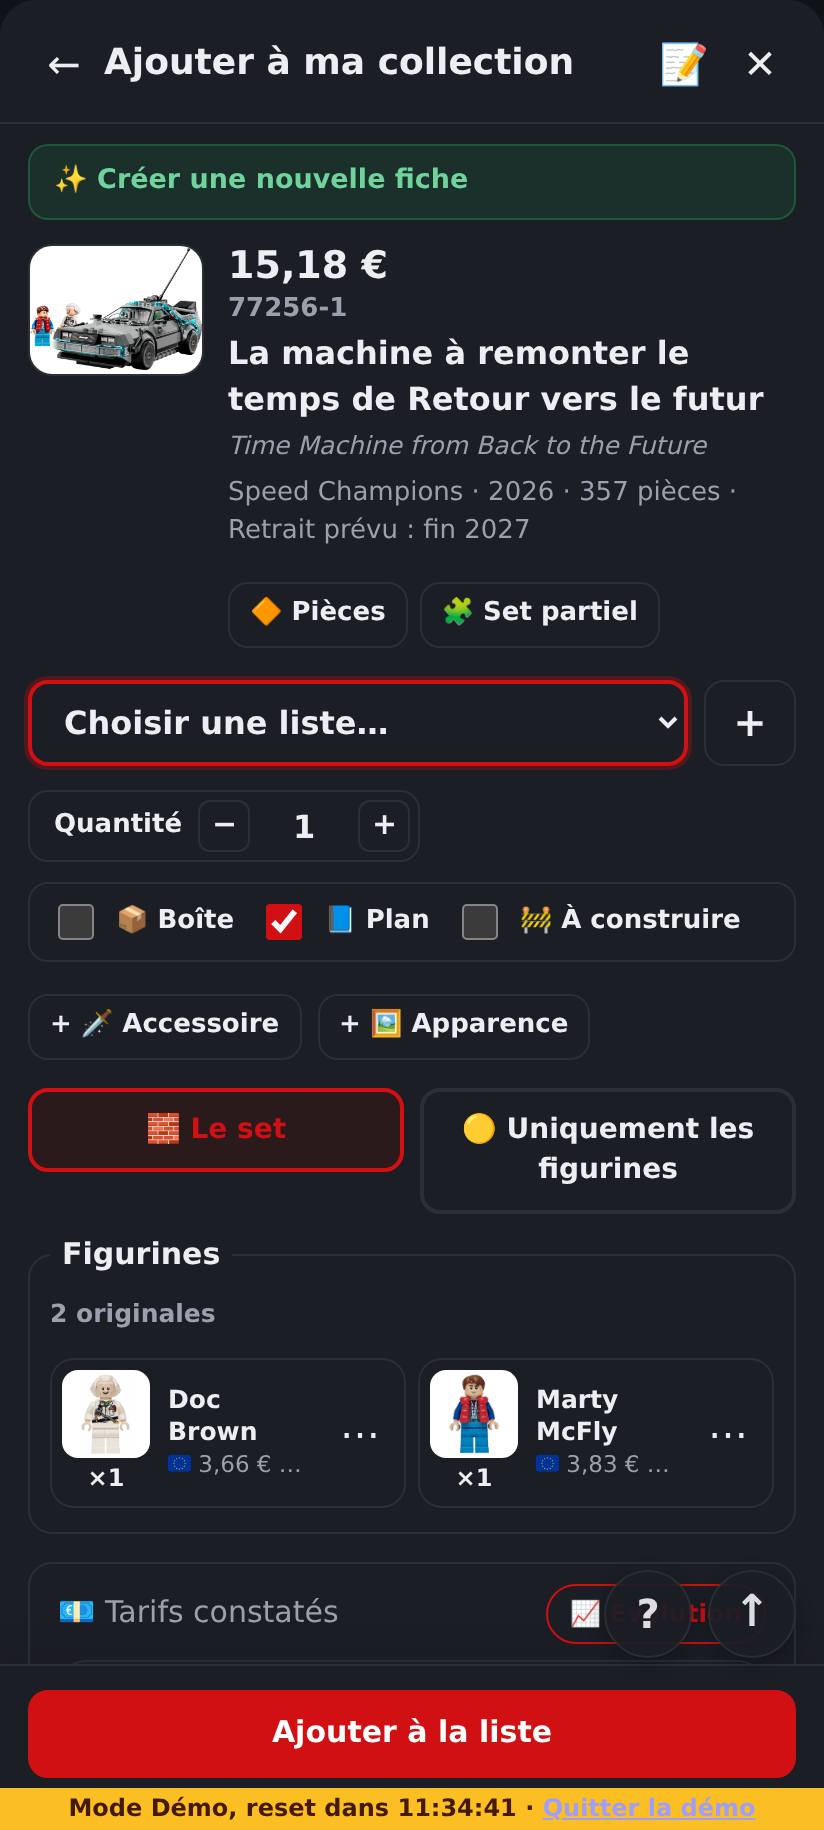 ← Ajouter à ma collection 📝 ✕
✨ Créer une nouvelle fiche
15,18 €
77256-1
La machine à remonter le
temps de Retour vers le futur
Time Machine from Back to the Future
Speed Champions · 2026 · 357 pièces ·
Retrait prévu : fin 2027
🔶 Pièces 🧩 Set partiel
Choisir une liste… +
Quantité − 1 +
📦 Boîte 📘 Plan 🚧 À construire
+ 🗡️ Accessoire + 🖼️ Apparence
🧱 Le set
🟡 Uniquement les
figurines
Figurines
2 originales
Doc
Brown
🇪🇺 3,66 € …
×1
…
Marty
McFly
🇪🇺 3,83 € …
×1
…
💶 Tarifs constatés
? ↑
Ajouter à la liste
Mode Démo, reset dans 11:34:41 · Quitter la démo